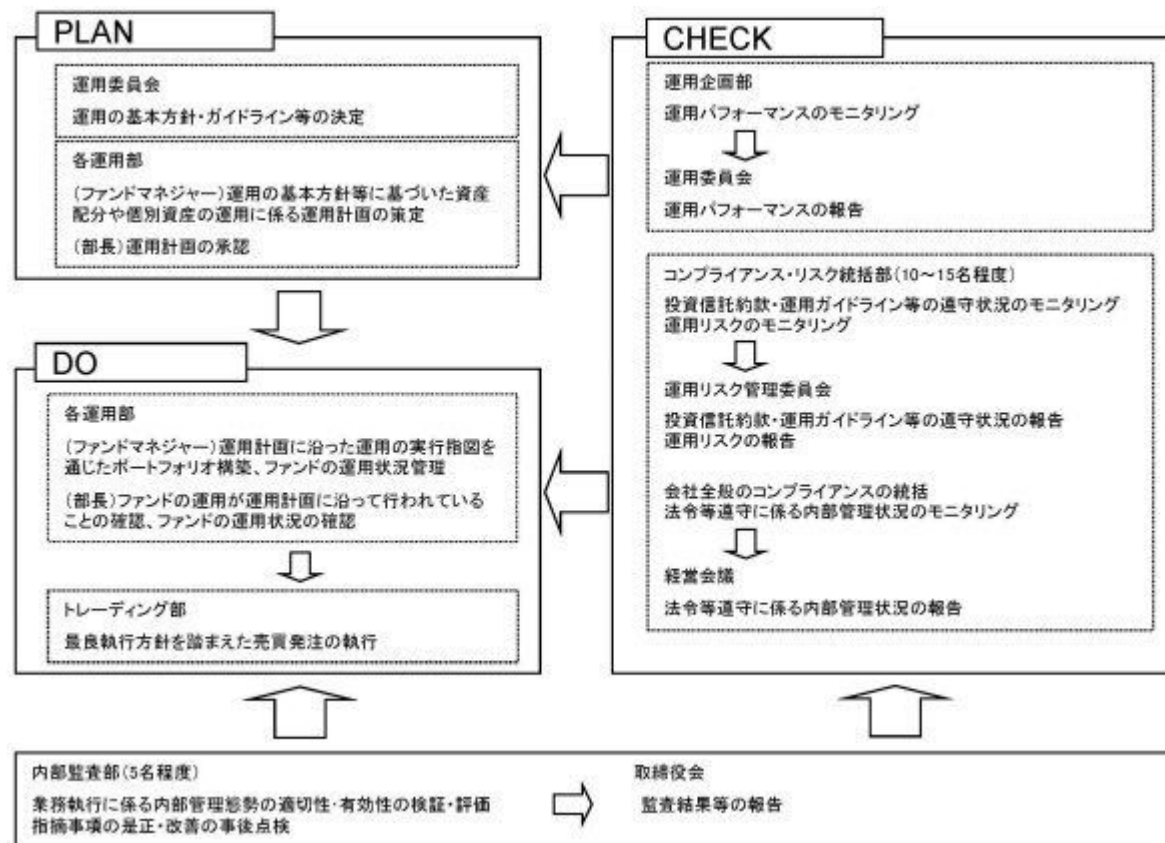 PLAN
運用委員会
運用の基本方針・ガイドライン等の決定
各運用部
(ファンドマネジャー)運用の基本方針等に基づいた資産
配分や個別資産の運用に係る運用計画の策定
(部長)運用計画の承認
DO
各運用部
(ファンドマネジャー)運用計画に沿った運用の実行指図を
通じたポートフォリオ構築、ファンドの運用状況管理
(部長)ファンドの運用が運用計画に沿って行われている
ことの確認、ファンドの運用状況の確認
トレーディング部
最良執行方針を踏まえた売買発注の執行
CHECK
運用企画部
運用パフォーマンスのモニタリング
運用委員会
運用パフォーマンスの報告
コンプライアンス・リスク統括部(10～15名程度)
投資信託約款・運用ガイドライン等の遵守状況のモニタリング
運用リスクのモニタリング
運用リスク管理委員会
投資信託約款・運用ガイドライン等の遵守状況の報告
運用リスクの報告
会社全般のコンプライアンスの統括
法令等遵守に係る内部管理状況のモニタリング
経営会議
法令等遵守に係る内部管理状況の報告
内部監査部(5名程度)
業務執行に係る内部管理態勢の適切性・有効性の検証・評価
指摘事項の是正・改善の事後点検
取締役会
監査結果等の報告